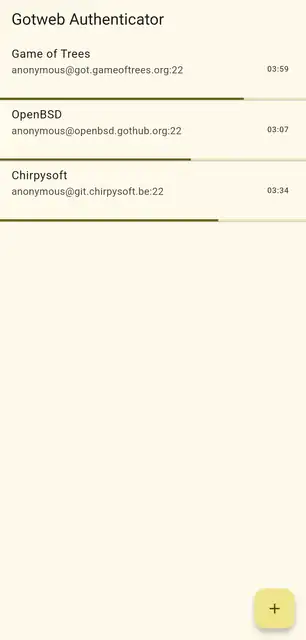 Gotweb Authenticator
Game of Trees
anonymous@got.gameoftrees.org:22
03:59
OpenBSD
anonymous@openbsd.gothub.org:22
03:07
Chirpysoft
anonymous@git.chirpysoft.be:22
03:34
+